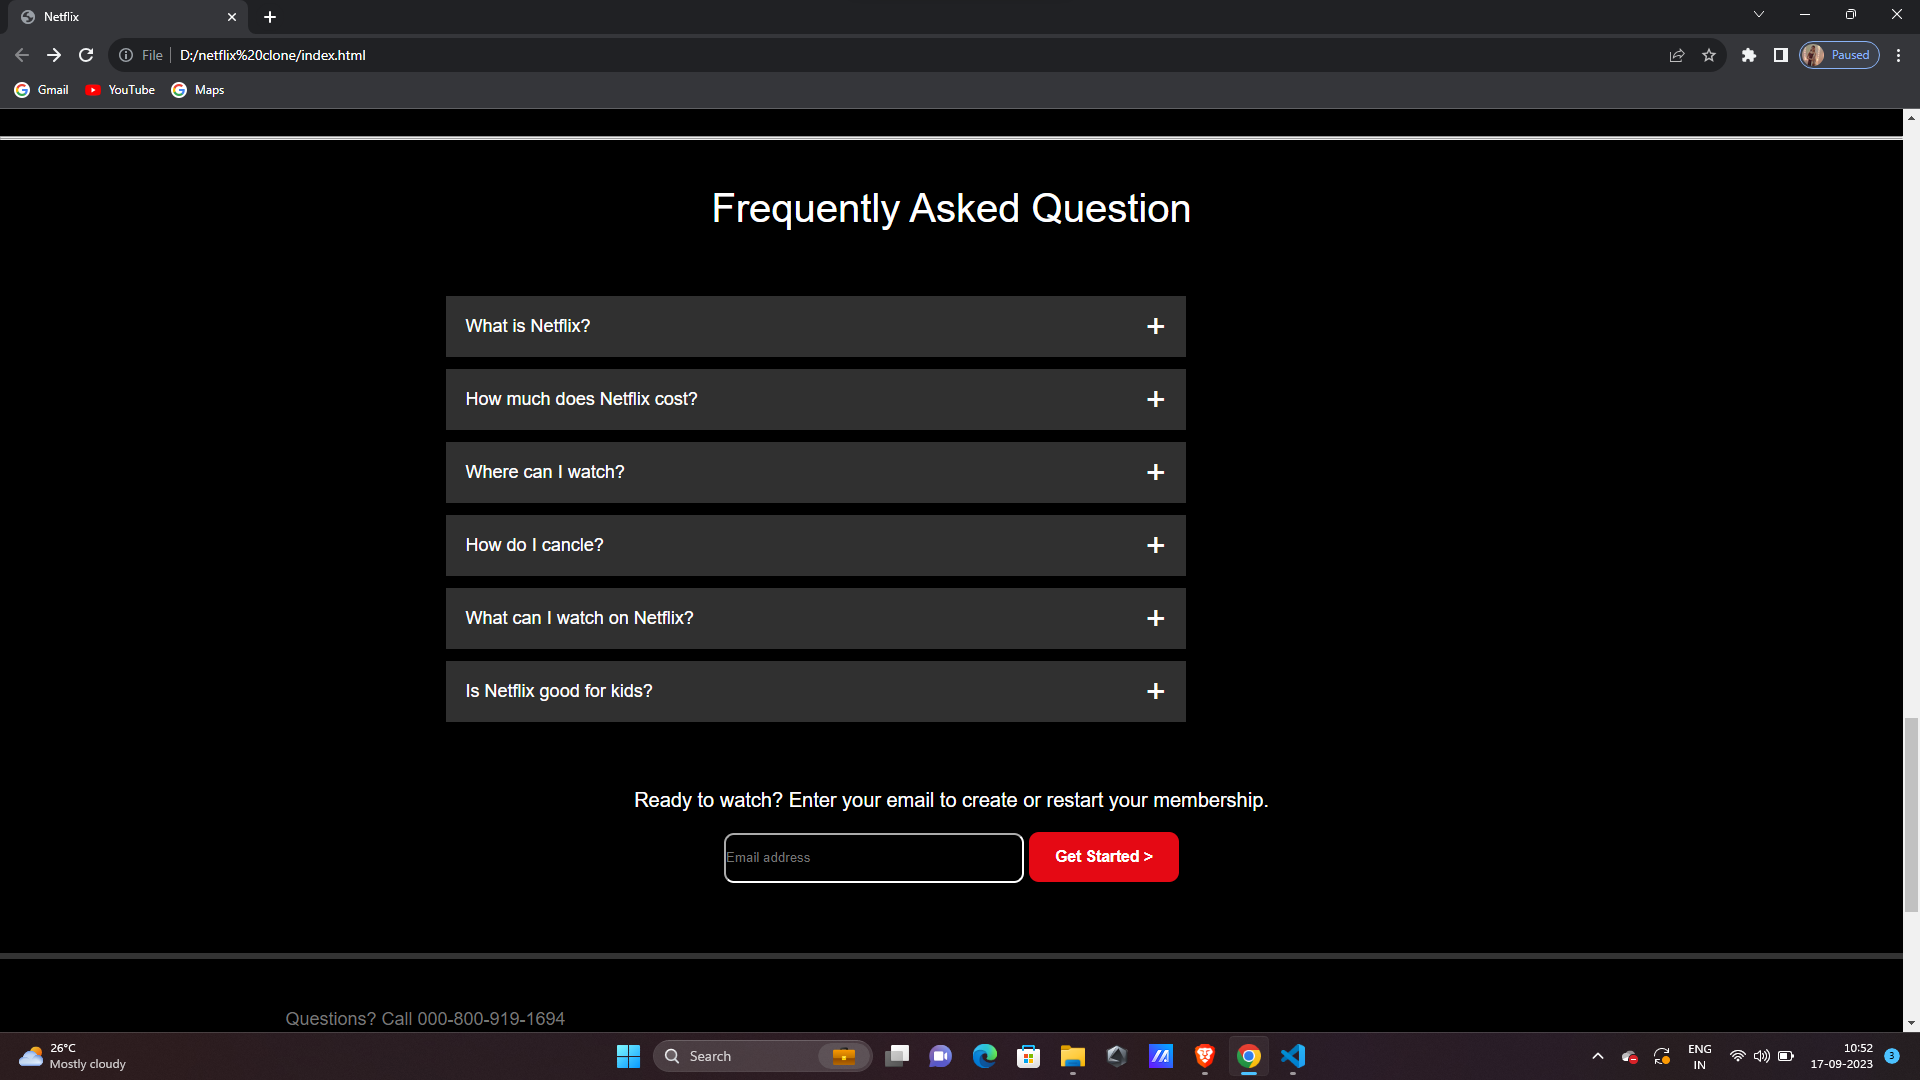 Netflix
File
D:/netflix%20clone/index.html
Paused
Gmail
YouTube
Maps
Frequently Asked Question
What is Netflix? +
How much does Netflix cost? +
Where can I watch? +
How do I cancle? +
What can I watch on Netflix? +
Is Netflix good for kids? +
Ready to watch? Enter your email to create or restart your membership.
Email address
Get Started >
Questions? Call 000-800-919-1694
26°C
Mostly cloudy
Search
ENG
IN
10:52
17-09-2023
3